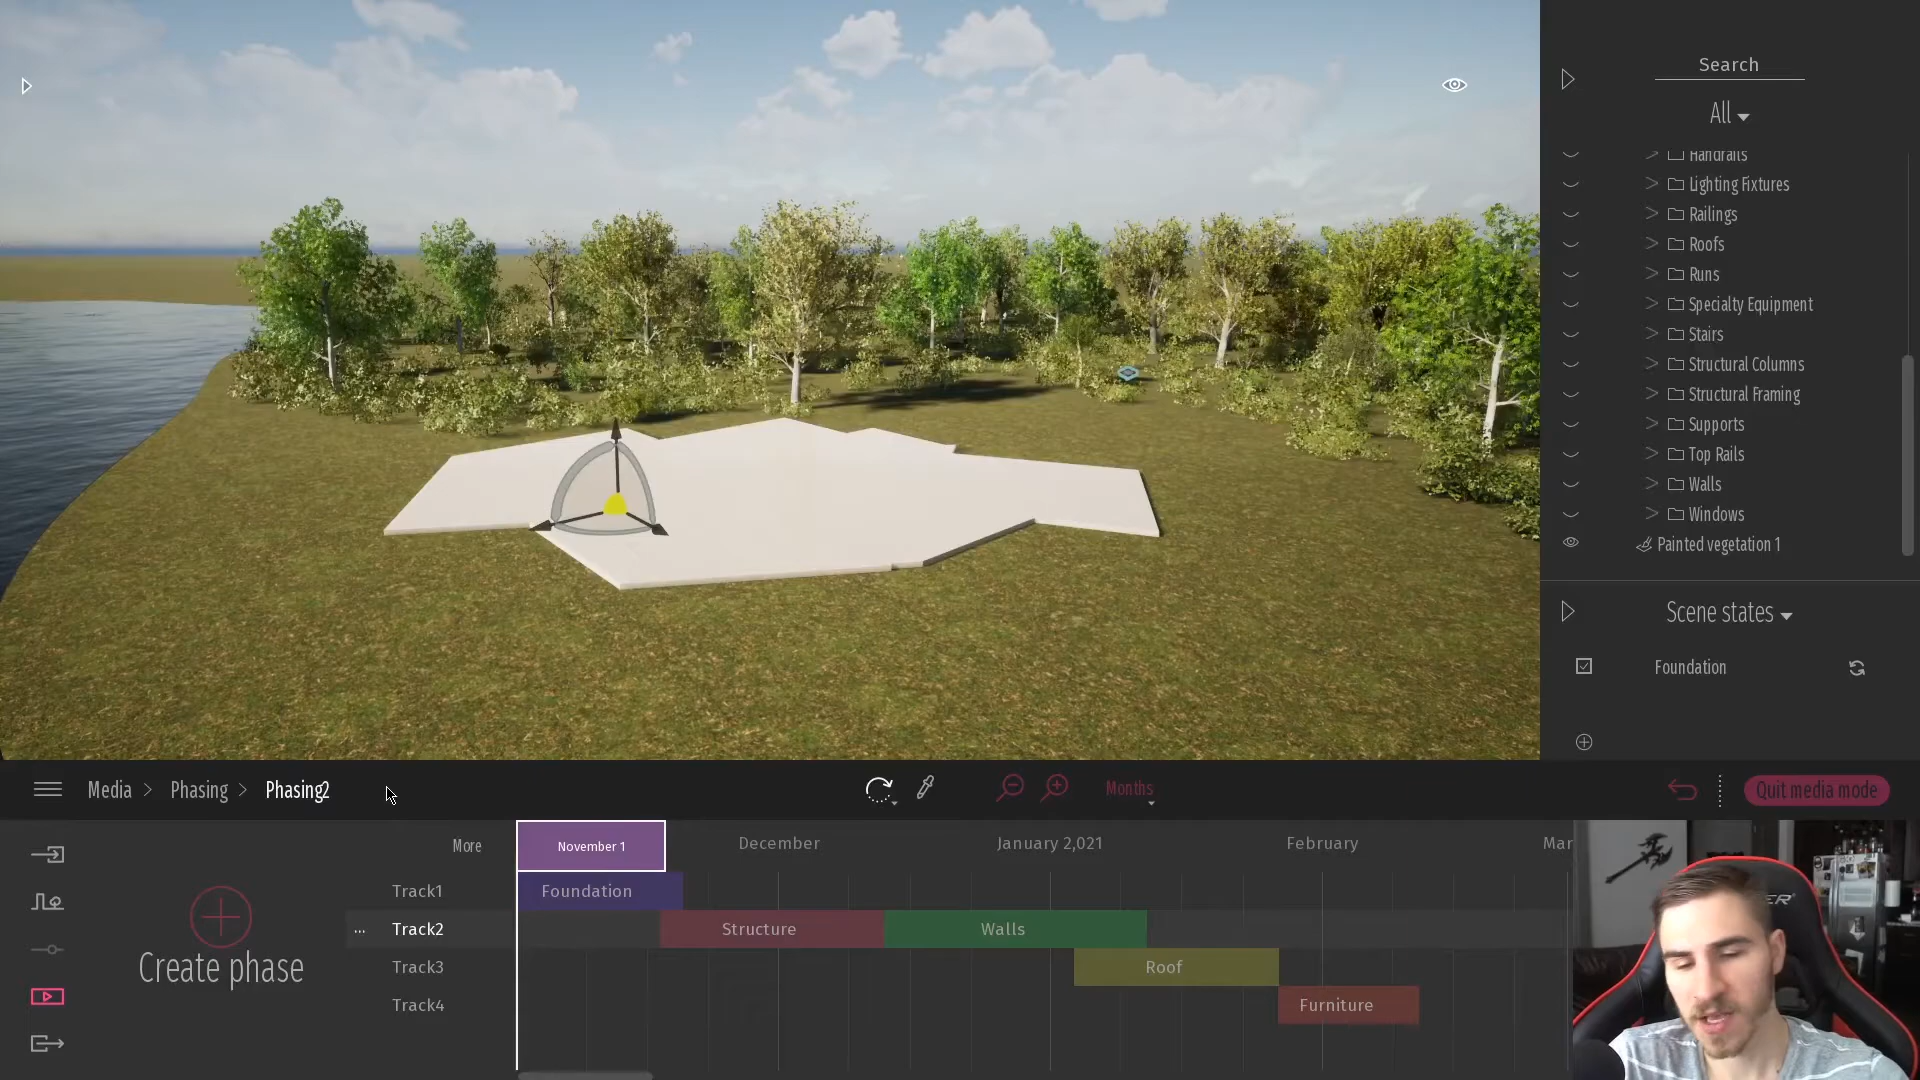 Search
All
Handrails
Lighting Fixtures
Railings
Roofs
Runs
Specialty Equipment
Stairs
Structural Columns
Structural Framing
Supports
Top Rails
Walls
Windows
Painted vegetation 1
Scene states
Foundation
Media > Phasing > Phasing2
Months
Quit media mode
More
November 1
December
January 2,021
February
Mar
Create phase
Track1
Foundation
... Track2
Structure
Walls
Track3
Roof
Track4
Furniture